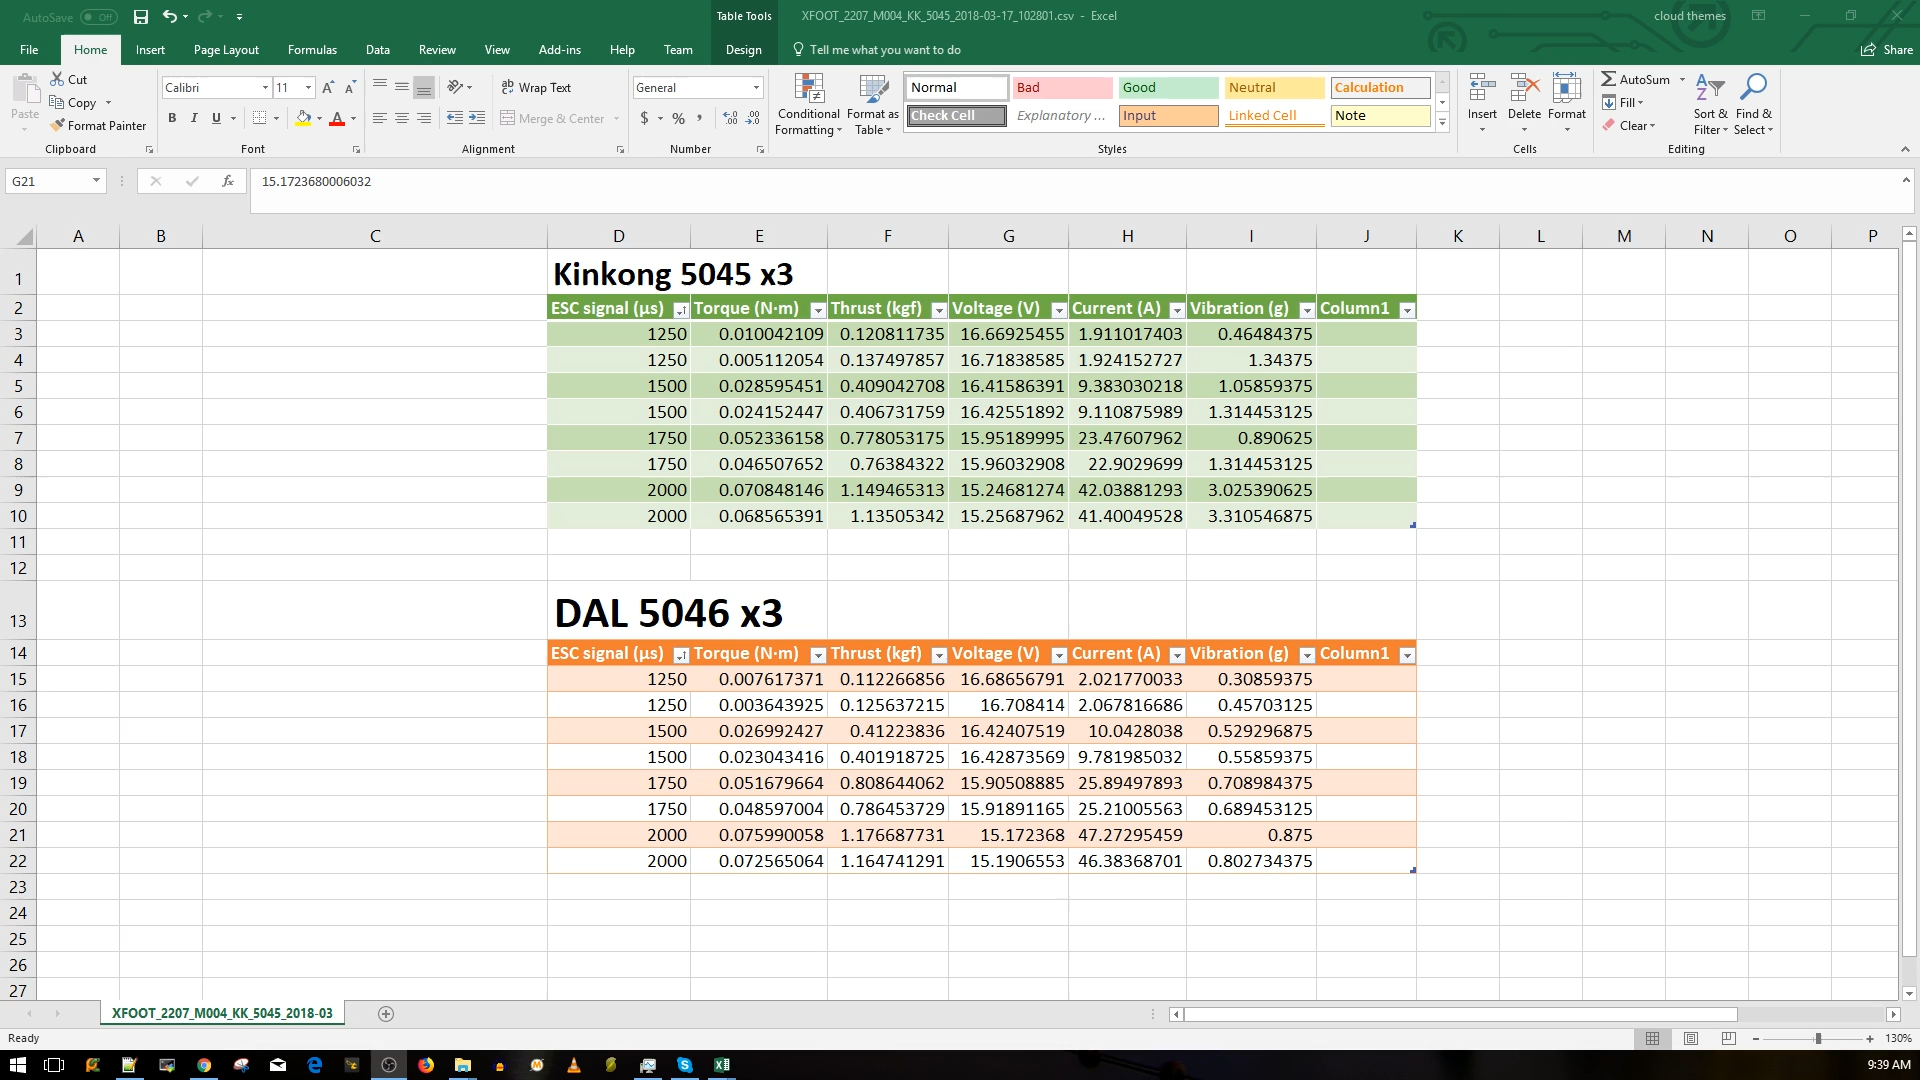 AutoSave Off
Table Tools
XFOOT_2207_M004_KK_5045_2018-03-17_102801.csv - Excel
cloud themes
File Home Insert Page Layout Formulas Data Review View Add-ins Help Team Design Tell me what you want to do Share
Paste
Cut
Copy
Format Painter
Clipboard
Calibri 11
A A
B I U A
Font
ab Wrap Text
Merge & Center
Alignment
General
$ % ,
Number
Conditional Formatting
Format as Table
Normal Bad Good Neutral Calculation
Check Cell Explanatory ... Input Linked Cell Note
Styles
Insert Delete Format
Cells
AutoSum
Fill
Clear
Sort & Filter
Find & Select
Editing
G21 fx 15.1723680006032
A B C D E F G H I J K L M N O P
1 Kinkong 5045 x3
2 ESC signal (µs) Torque (N·m) Thrust (kgf) Voltage (V) Current (A) Vibration (g) Column1
3 1250 0.010042109 0.120811735 16.66925455 1.911017403 0.46484375
4 1250 0.005112054 0.137497857 16.71838585 1.924152727 1.34375
5 1500 0.028595451 0.409042708 16.41586391 9.383030218 1.05859375
6 1500 0.024152447 0.406731759 16.42551892 9.110875989 1.314453125
7 1750 0.052336158 0.778053175 15.95189995 23.47607962 0.890625
8 1750 0.046507652 0.76384322 15.96032908 22.9029699 1.314453125
9 2000 0.070848146 1.149465313 15.24681274 42.03881293 3.025390625
10 2000 0.068565391 1.13505342 15.25687962 41.40049528 3.310546875
11
12
13 DAL 5046 x3
14 ESC signal (µs) Torque (N·m) Thrust (kgf) Voltage (V) Current (A) Vibration (g) Column1
15 1250 0.007617371 0.112266856 16.68656791 2.021770033 0.30859375
16 1250 0.003643925 0.125637215 16.708414 2.067816686 0.45703125
17 1500 0.026992427 0.41223836 16.42407519 10.0428038 0.529296875
18 1500 0.023043416 0.401918725 16.42873569 9.781985032 0.55859375
19 1750 0.051679664 0.808644062 15.90508885 25.89497893 0.708984375
20 1750 0.048597004 0.786453729 15.91891165 25.21005563 0.689453125
21 2000 0.075990058 1.176687731 15.172368 47.27295459 0.875
22 2000 0.072565064 1.164741291 15.1906553 46.38368701 0.802734375
23
24
25
26
27
XFOOT_2207_M004_KK_5045_2018-03
Ready
130%
9:39 AM